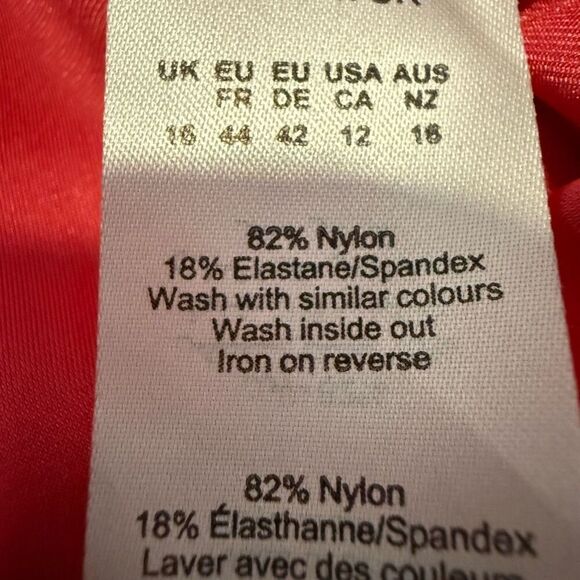 UK EU EU USA AUS
FR DE CA NZ
16 44 42 12 16
82% Nylon
18% Elastane/Spandex
Wash with similar colours
Wash inside out
Iron on reverse
82% Nylon
18% Élasthanne/Spandex
Laver avec des couleurs